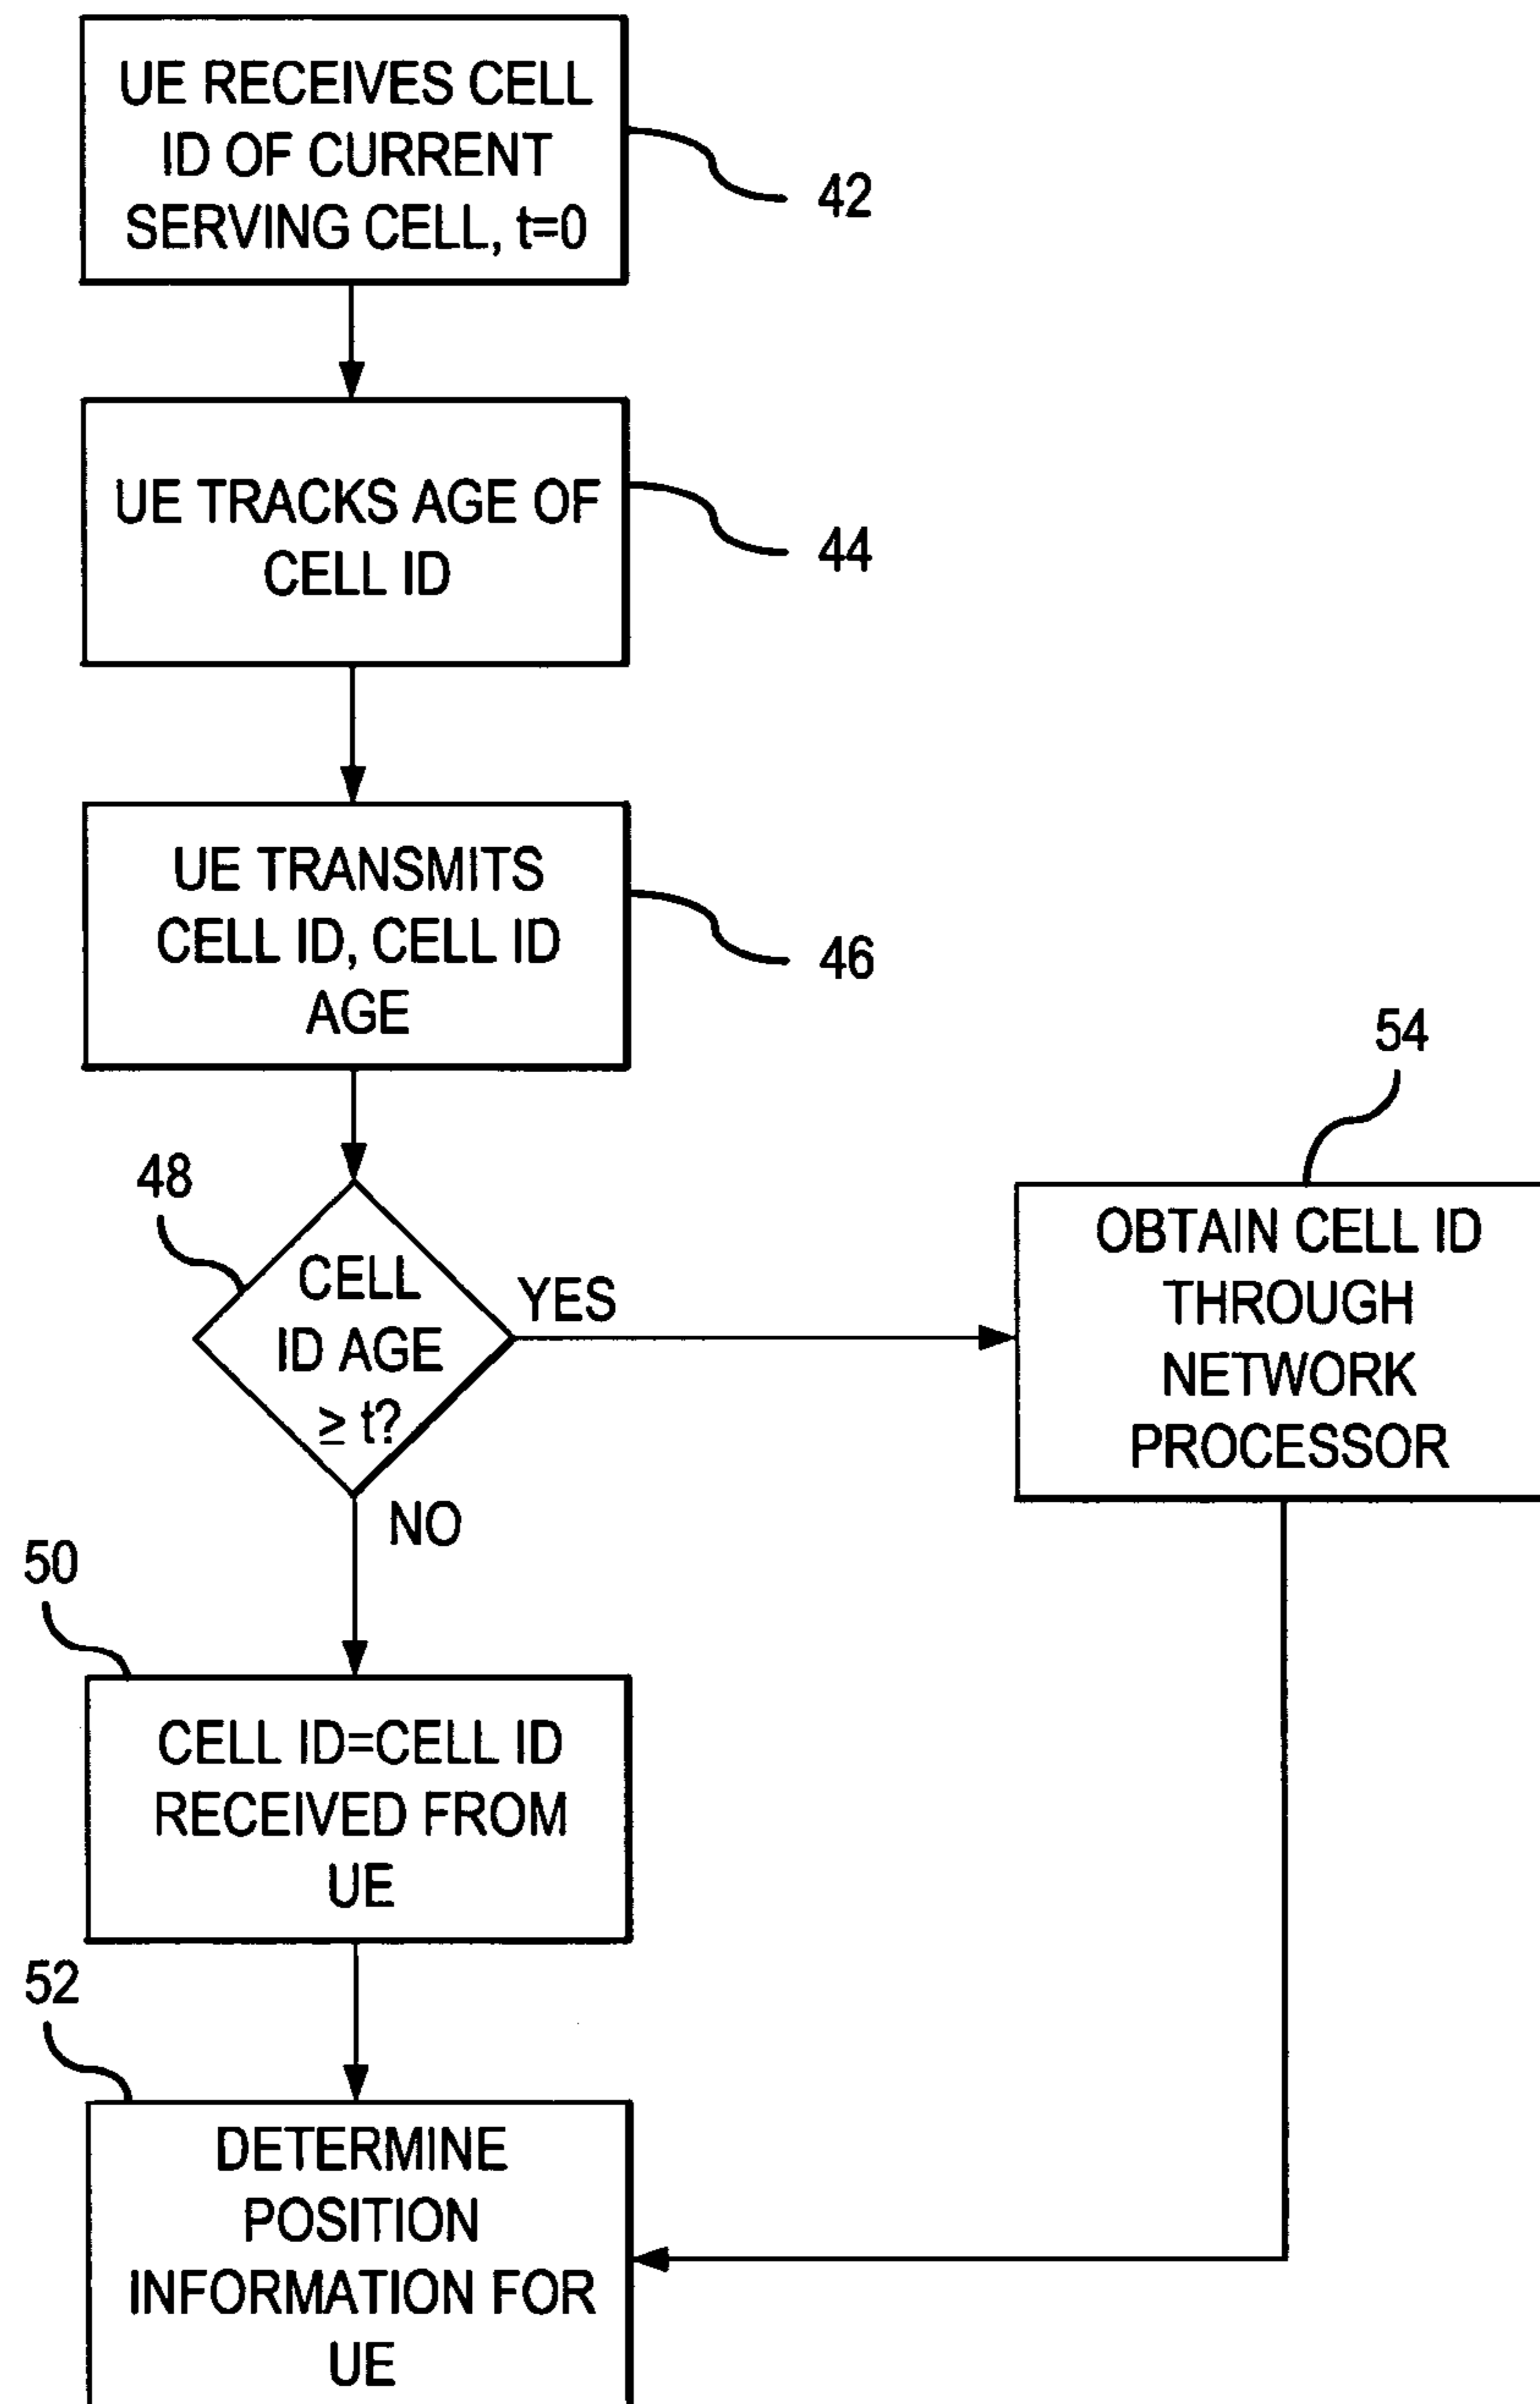 UE RECEIVES CELL
ID OF CURRENT
SERVING CELL, t=0
42
UE TRACKS AGE OF
CELL ID
44
UE TRANSMITS
CELL ID, CELL ID
AGE
46
48
CELL
ID AGE
≥ t?
YES
NO
54
OBTAIN CELL ID
THROUGH
NETWORK
PROCESSOR
50
CELL ID=CELL ID
RECEIVED FROM
UE
52
DETERMINE
POSITION
INFORMATION FOR
UE